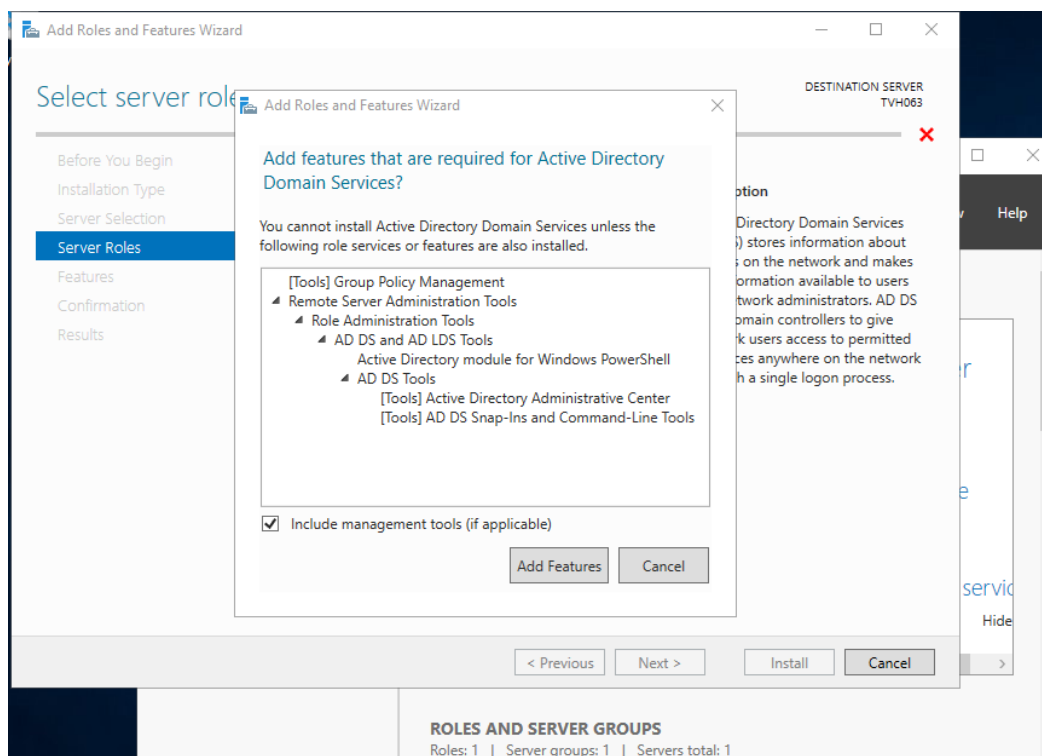 Add Roles and Features Wizard
Select server role
DESTINATION SERVER
TVH063
Before You Begin
Installation Type
Server Selection
Server Roles
Features
Confirmation
Results
Add Roles and Features Wizard
Add features that are required for Active Directory
Domain Services?
You cannot install Active Directory Domain Services unless the
following role services or features are also installed.
[Tools] Group Policy Management
Remote Server Administration Tools
Role Administration Tools
AD DS and AD LDS Tools
Active Directory module for Windows PowerShell
AD DS Tools
[Tools] Active Directory Administrative Center
[Tools] AD DS Snap-Ins and Command-Line Tools
Include management tools (if applicable)
Add Features
Cancel
ption
Directory Domain Services
) stores information about
s on the network and makes
ormation available to users
twork administrators. AD DS
omain controllers to give
rk users access to permitted
ces anywhere on the network
h a single logon process.
< Previous
Next >
Install
Cancel
Help
er
e
servic
Hide
ROLES AND SERVER GROUPS
Roles: 1 | Server groups: 1 | Servers total: 1